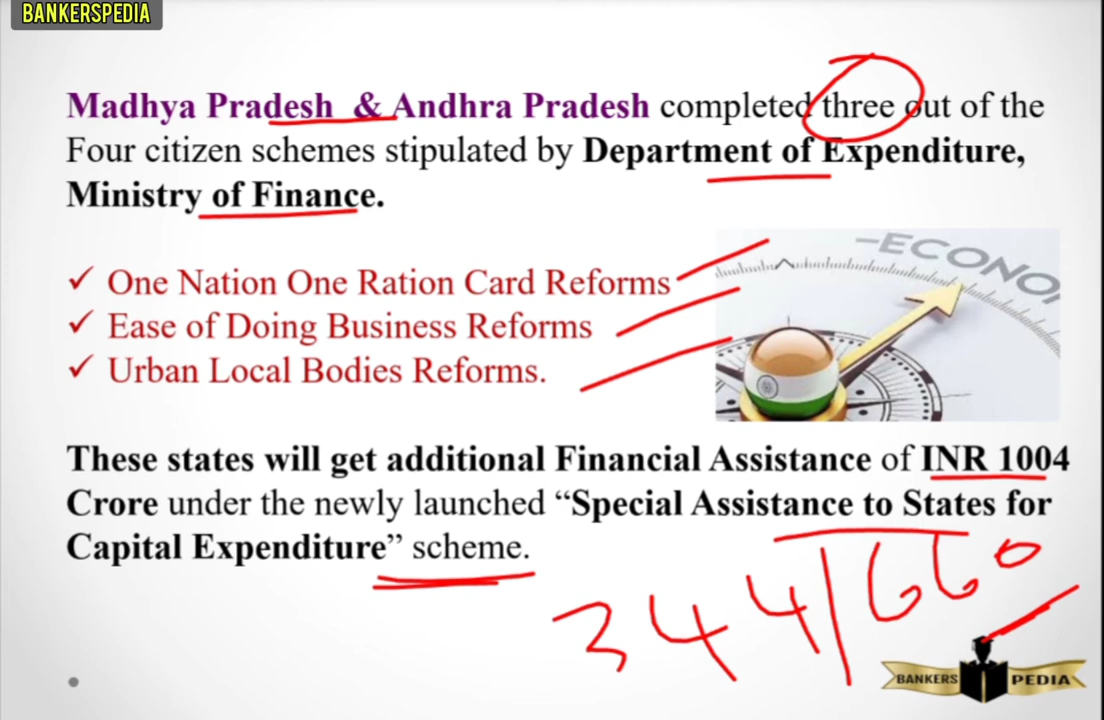 BANKERSPEDIA
Madhya Pradesh & Andhra Pradesh completed three out of the
Four citizen schemes stipulated by Department of Expenditure,
Ministry of Finance.
-ECONO
✓ One Nation One Ration Card Reforms
✓ Ease of Doing Business Reforms
✓ Urban Local Bodies Reforms.
These states will get additional Financial Assistance of INR 1004
Crore under the newly launched “Special Assistance to States for
Capital Expenditure” scheme.
344/660
BANKERS PEDIA